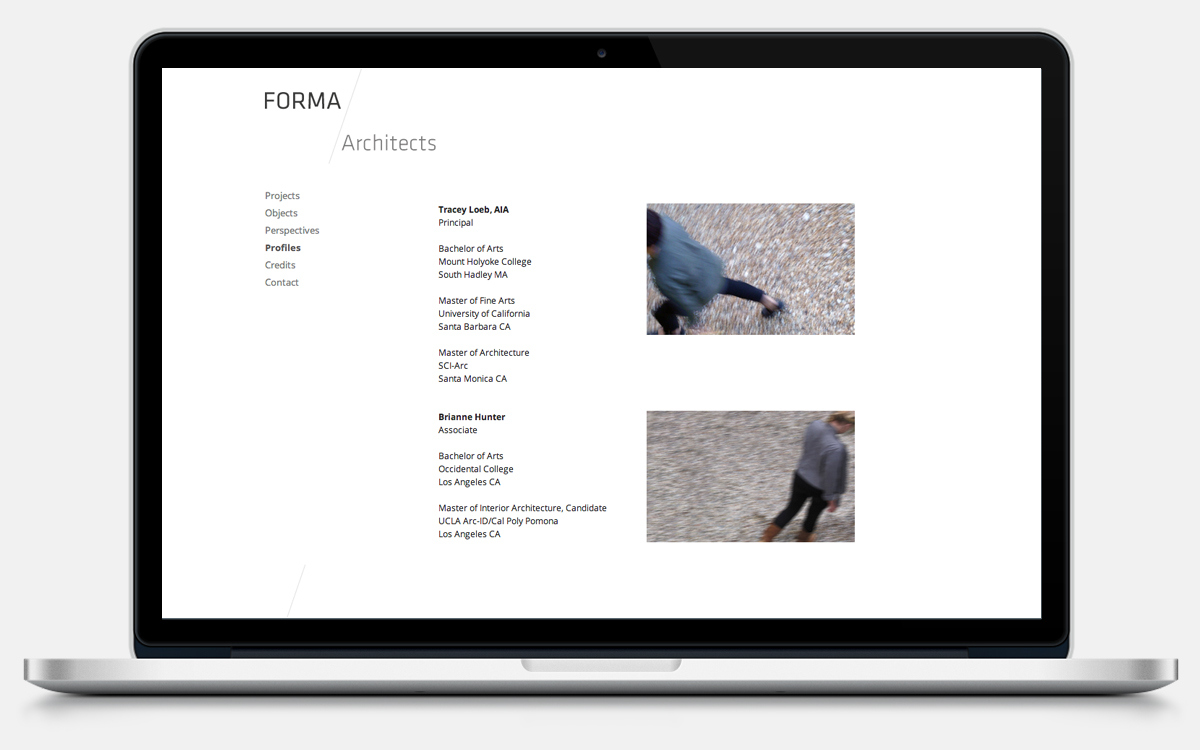 FORMA
Architects
Projects
Objects
Perspectives
Profiles
Credits
Contact
Tracey Loeb, AIA
Principal
Bachelor of Arts
Mount Holyoke College
South Hadley MA
Master of Fine Arts
University of California
Santa Barbara CA
Master of Architecture
SCI-Arc
Santa Monica CA
Brianne Hunter
Associate
Bachelor of Arts
Occidental College
Los Angeles CA
Master of Interior Architecture, Candidate
UCLA Arc-ID/Cal Poly Pomona
Los Angeles CA